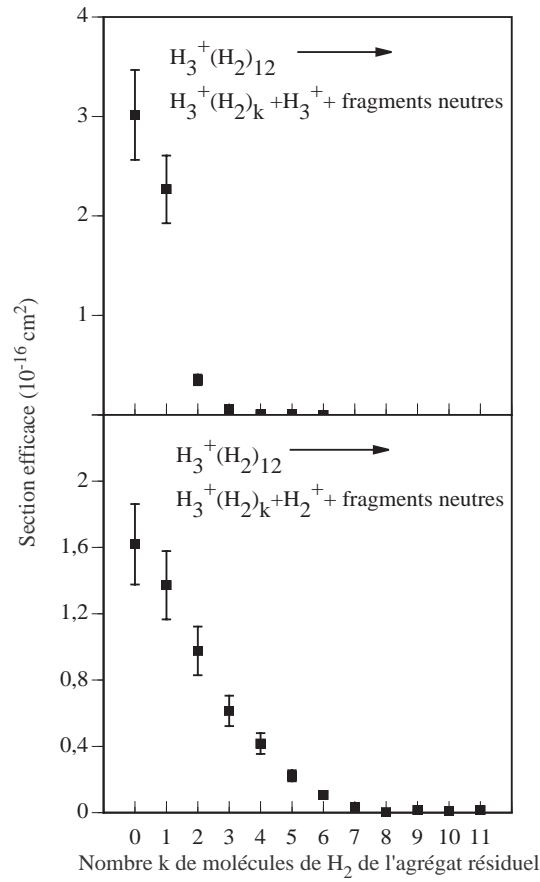 4
H3+(H2)12
H3+(H2)k +H3++ fragments neutres
3
2
1
Section efficace (10-16 cm2)
H3+(H2)12
H3+(H2)k+H2++ fragments neutres
2
1,6
1,2
0,8
0,4
0
0 1 2 3 4 5 6 7 8 9 10 11
Nombre k de molécules de H2 de l'agrégat résiduel